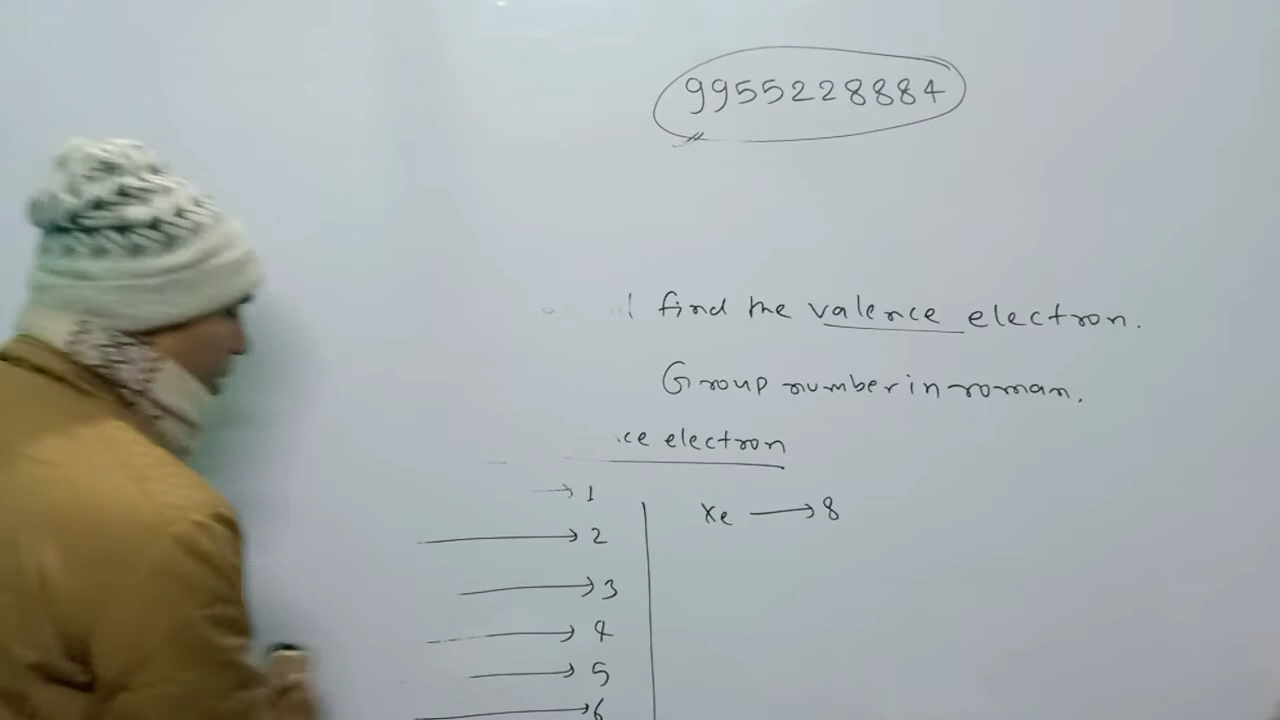 9955228884
find the valence electron.
Group number in roman.
ce electron
→ 1
→ 2
→ 3
→ 4
→ 5
→ 6
Xe → 8